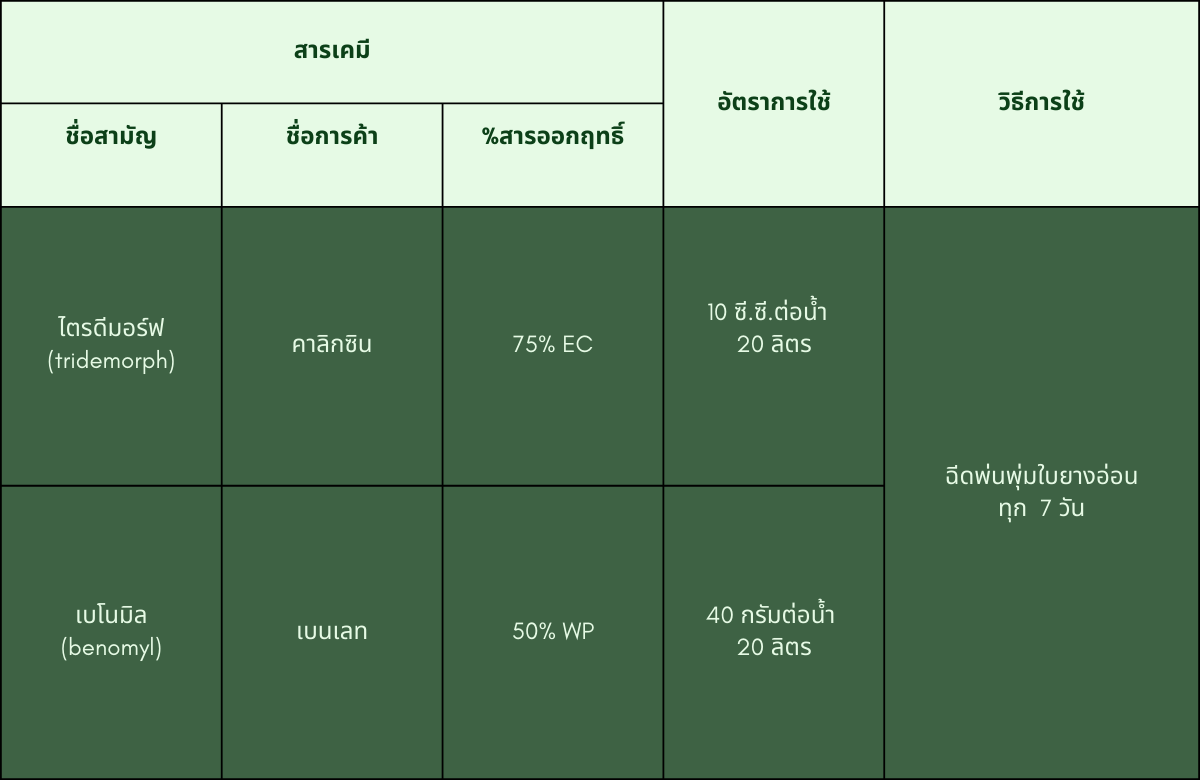 สารเคมี
อัตราการใช้
วิธีการใช้
ชื่อสามัญ
ชื่อการค้า
%สารออกฤทธิ์
ไตรดีมอร์ฟ
(tridemorph)
คาลิกซิน
75% EC
10 ซี.ซี.ต่อน้ำ
20 ลิตร
ฉีดพ่นพุ่มใบยางอ่อน
ทุก 7 วัน
เบโนมิล
(benomyl)
เบนเลท
50% WP
40 กรัมต่อน้ำ
20 ลิตร